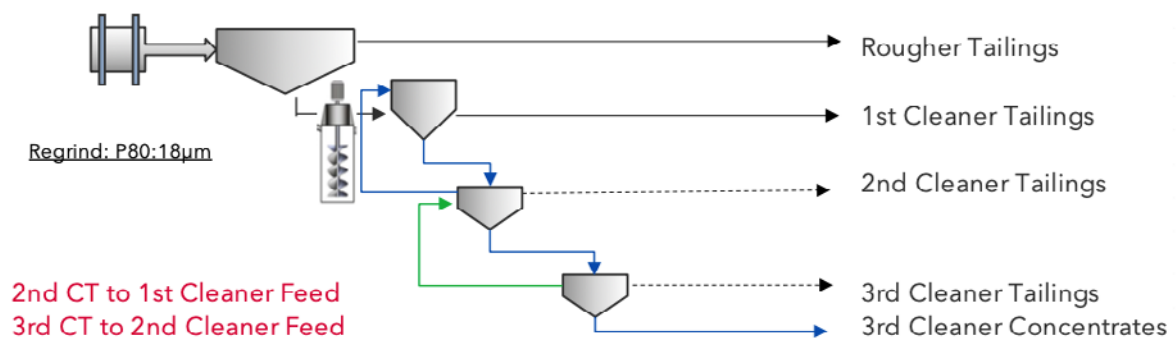 Rougher Tailings
1st Cleaner Tailings
Regrind: P80:18µm
2nd Cleaner Tailings
2nd CT to 1st Cleaner Feed
3rd CT to 2nd Cleaner Feed
3rd Cleaner Tailings
3rd Cleaner Concentrates